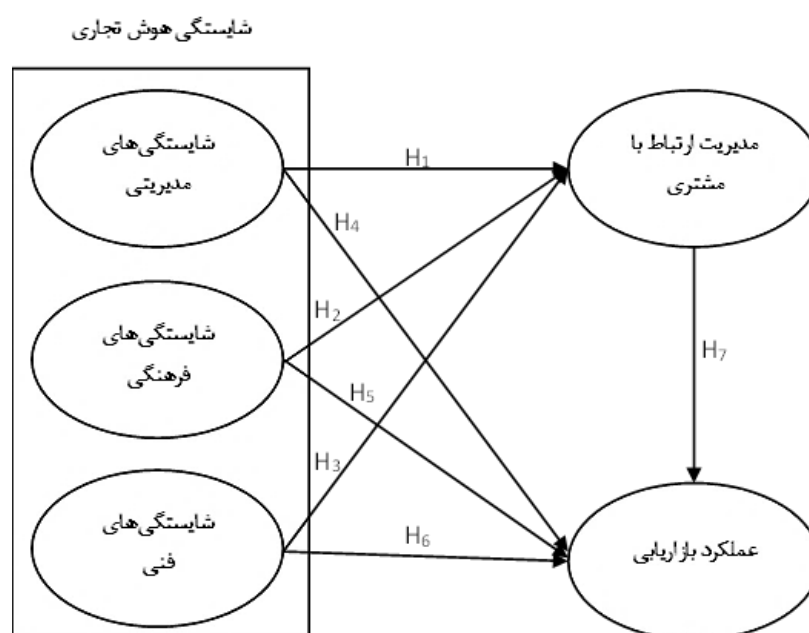 شایستگی هوش تجاری
شایستگی‌های
مدیریتی
H1
مدیریت ارتباط با
مشتری
H4
H2
شایستگی‌های
فرهنگی
H7
H5
H3
شایستگی‌های
فنی
H6
عملکرد بازاریابی